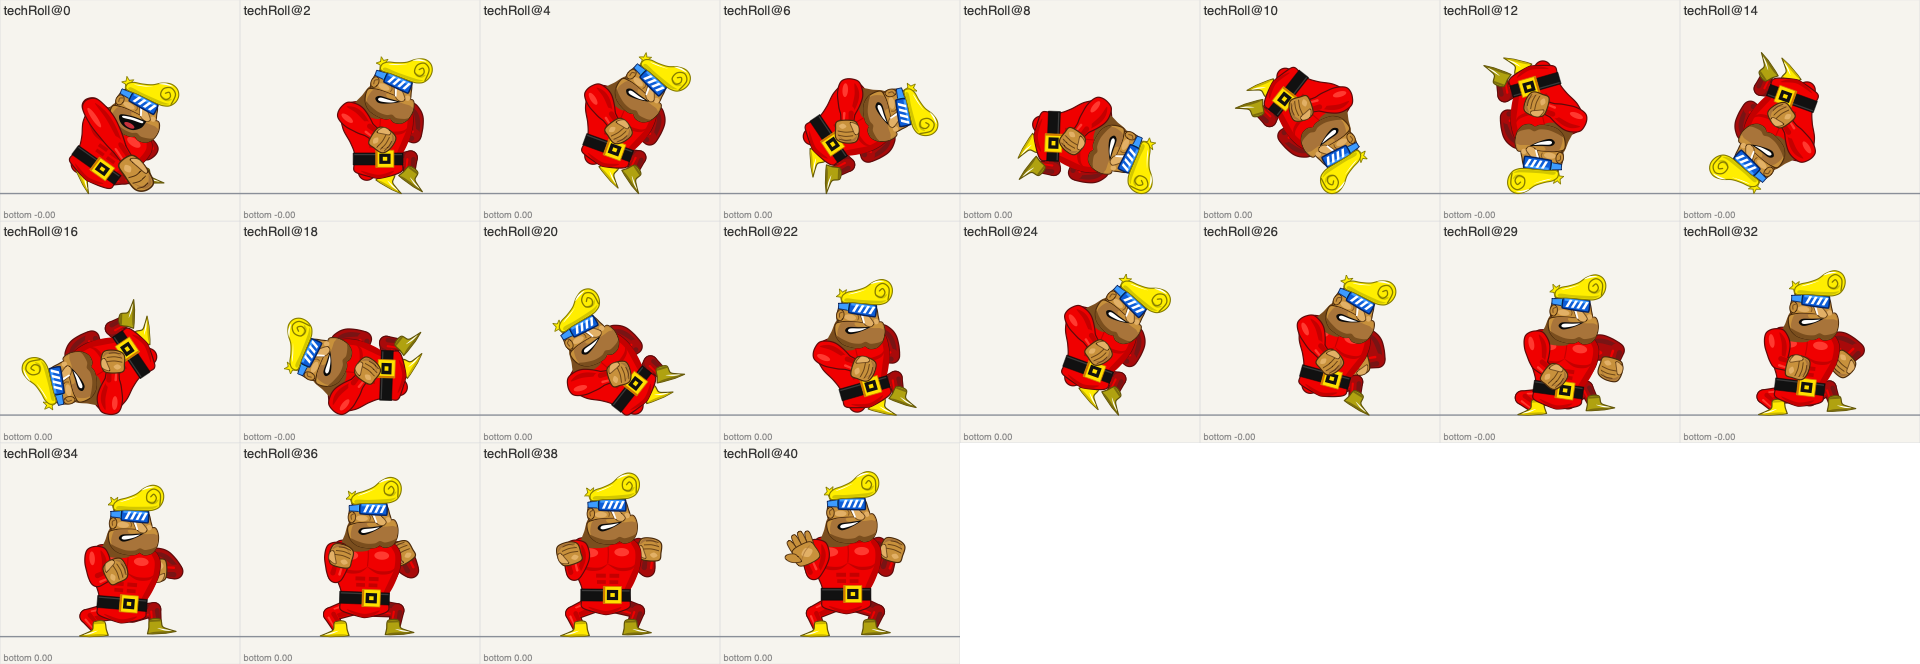 techRoll@0 techRoll@2 techRoll@4 techRoll@6 techRoll@8 techRoll@10 techRoll@12 techRoll@14
bottom -0.00 bottom -0.00 bottom 0.00 bottom 0.00 bottom 0.00 bottom 0.00 bottom -0.00 bottom -0.00
techRoll@16 techRoll@18 techRoll@20 techRoll@22 techRoll@24 techRoll@26 techRoll@29 techRoll@32
bottom 0.00 bottom -0.00 bottom 0.00 bottom 0.00 bottom 0.00 bottom -0.00 bottom -0.00 bottom -0.00
techRoll@34 techRoll@36 techRoll@38 techRoll@40
bottom 0.00 bottom 0.00 bottom 0.00 bottom 0.00